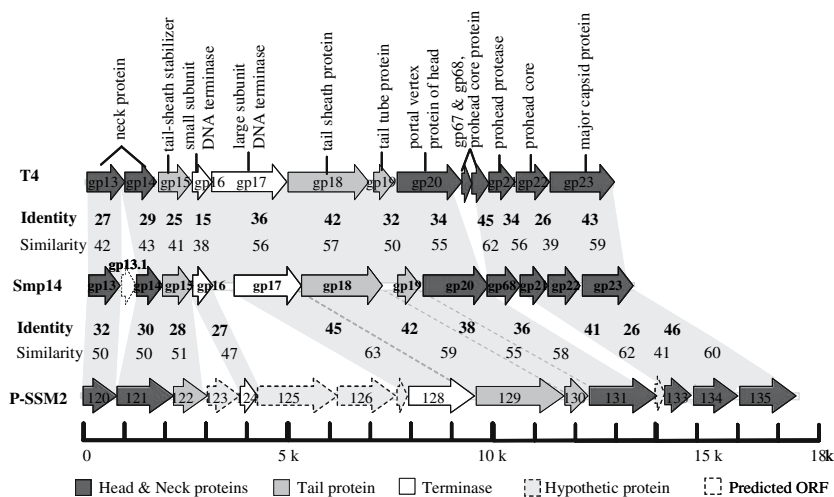 neck protein
tail-sheath stabilizer
small subunit
DNA terminase
large subunit
DNA terminase
tail sheath protein
tail tube protein
portal vertex
protein of head
gp67 & gp68,
prohead core protein
prohead protease
prohead core
major capsid protein
T4 gp13 gp14 gp15 gp16 gp17 gp18 gp19 gp20 gp21 gp22 gp23
Identity 27 29 25 15 36 42 32 34 45 34 26 43
Similarity 42 43 41 38 56 57 50 55 62 56 39 59
gp13.1
Smp14 gp13 gp14 gp15 gp16 gp17 gp18 gp19 gp20 gp68 gp21 gp22 gp23
Identity 32 30 28 27 45 42 38 36 41 26 46
Similarity 50 50 51 47 63 59 55 58 62 41 60
P-SSM2 120 121 122 123 124 125 126 128 129 130 131 133 134 135
0 5 k 10 k 15 k 18k
Head & Neck proteins Tail protein Terminase Hypothetic protein Predicted ORF